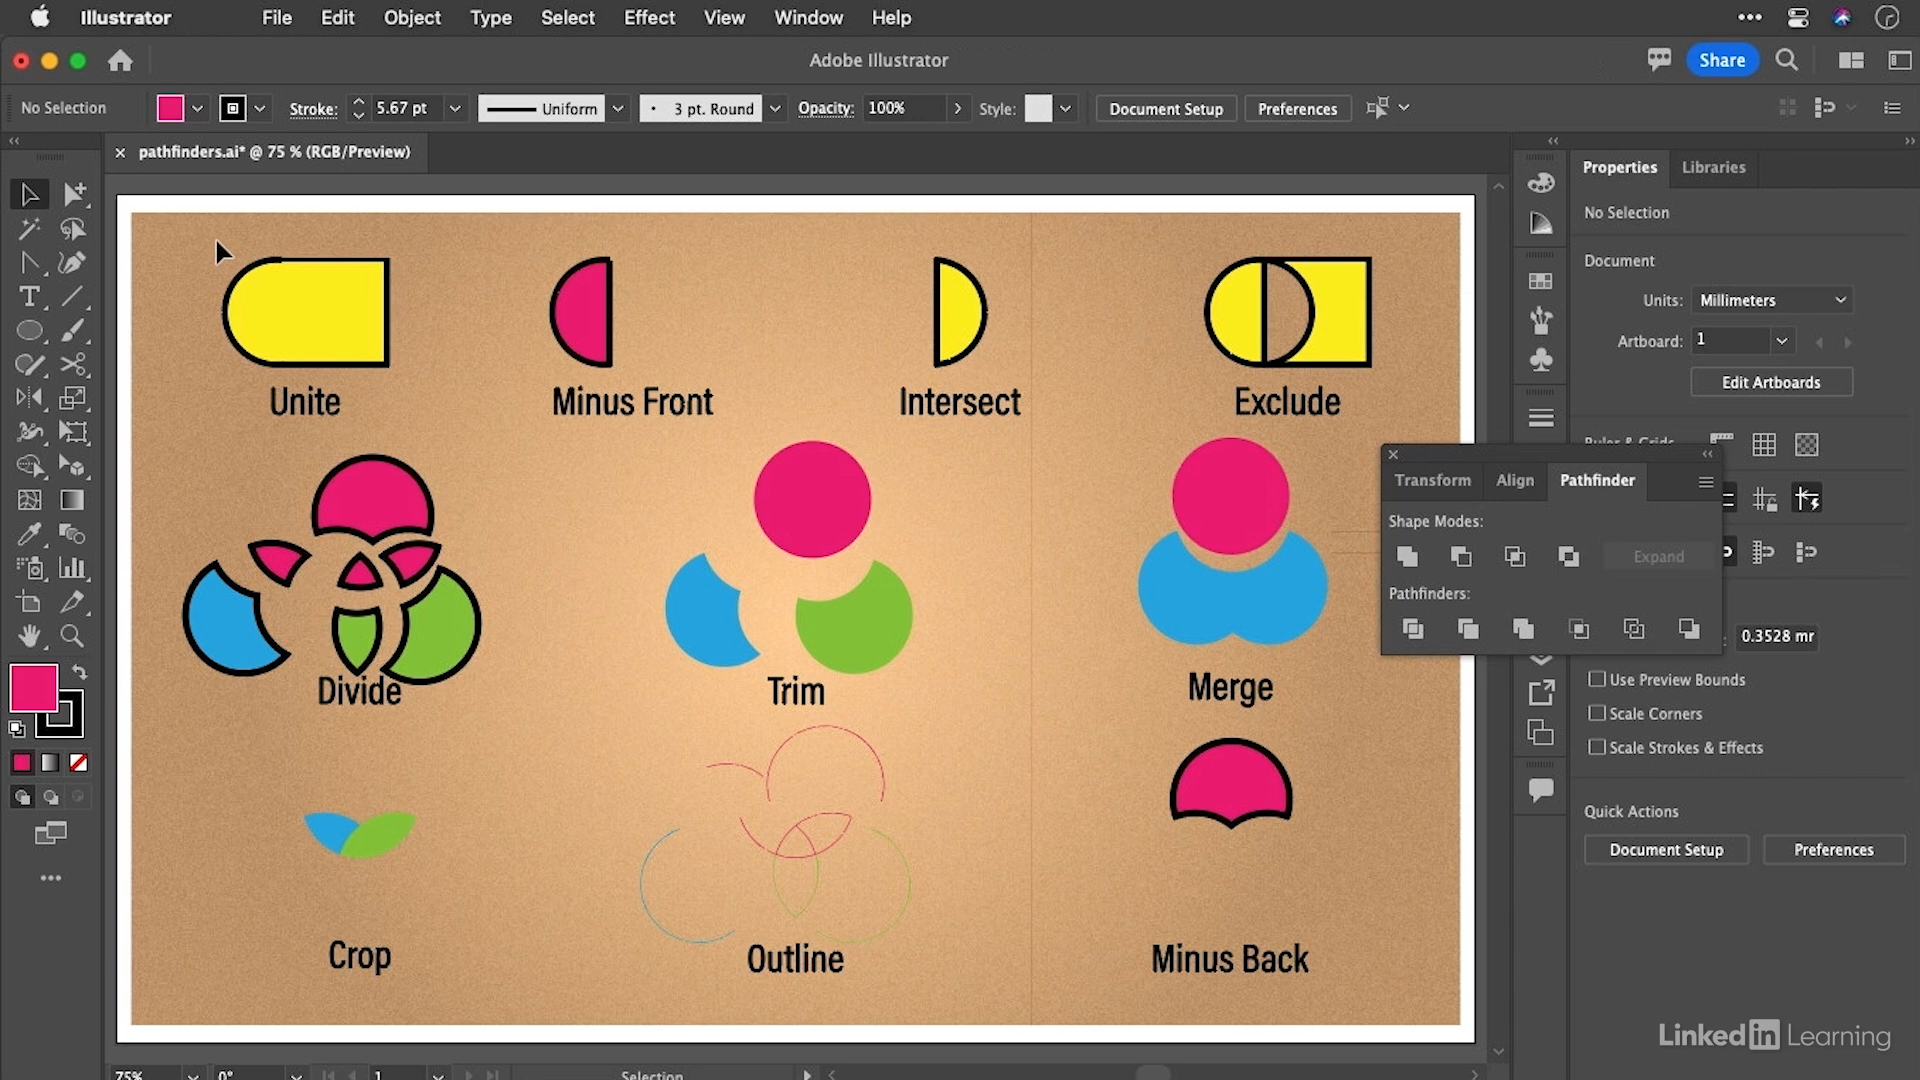 Illustrator File Edit Object Type Select Effect View Window Help
Adobe Illustrator
Share
No Selection
Stroke: 5.67 pt
Uniform
3 pt. Round
Opacity: 100%
Style:
Document Setup
Preferences
pathfinders.ai* @ 75 % (RGB/Preview)
Properties Libraries
No Selection
Document
Units: Millimeters
Artboard: 1
Edit Artboards
Ruler & Grids
Unite
Minus Front
Intersect
Exclude
Divide
Trim
Merge
Crop
Outline
Minus Back
Transform Align Pathfinder
Shape Modes:
Expand
Pathfinders:
0.3528 mr
Use Preview Bounds
Scale Corners
Scale Strokes & Effects
Quick Actions
Document Setup
Preferences
75% 0° 1 Selection
Linked in Learning